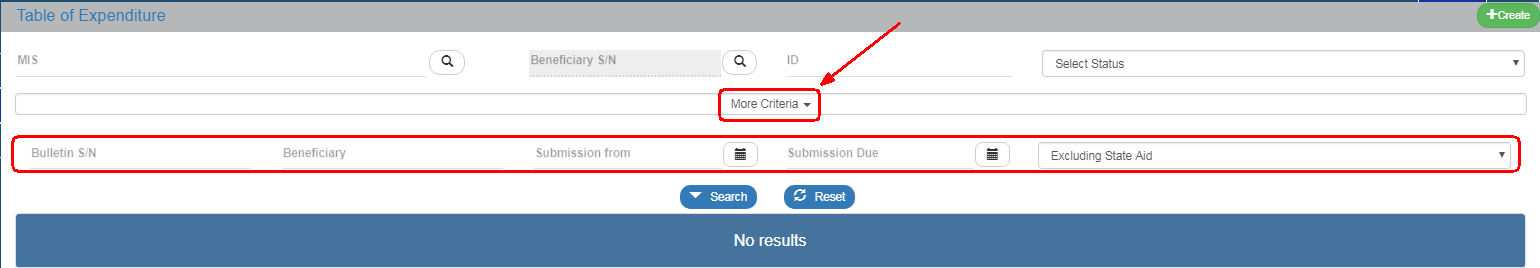 Table of Expenditure
Create
MIS Beneficiary S/N ID Select Status
More Criteria
Bulletin S/N Beneficiary Submission from Submission Due Excluding State Aid
Search Reset
No results